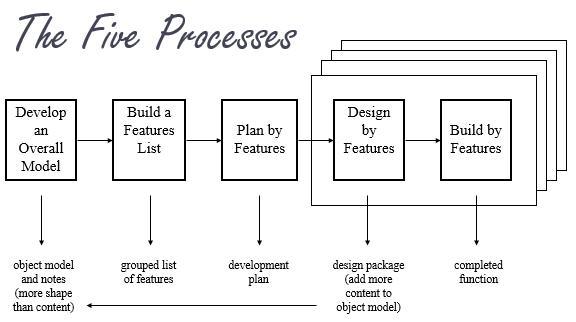 The Five Processes
Develop
an
Overall
Model
Build a
Features
List
Plan by
Features
Design
by
Features
Build by
Features
object model
and notes
(more shape
than content)
grouped list
of features
development
plan
design package
(add more
content to
object model)
completed
function